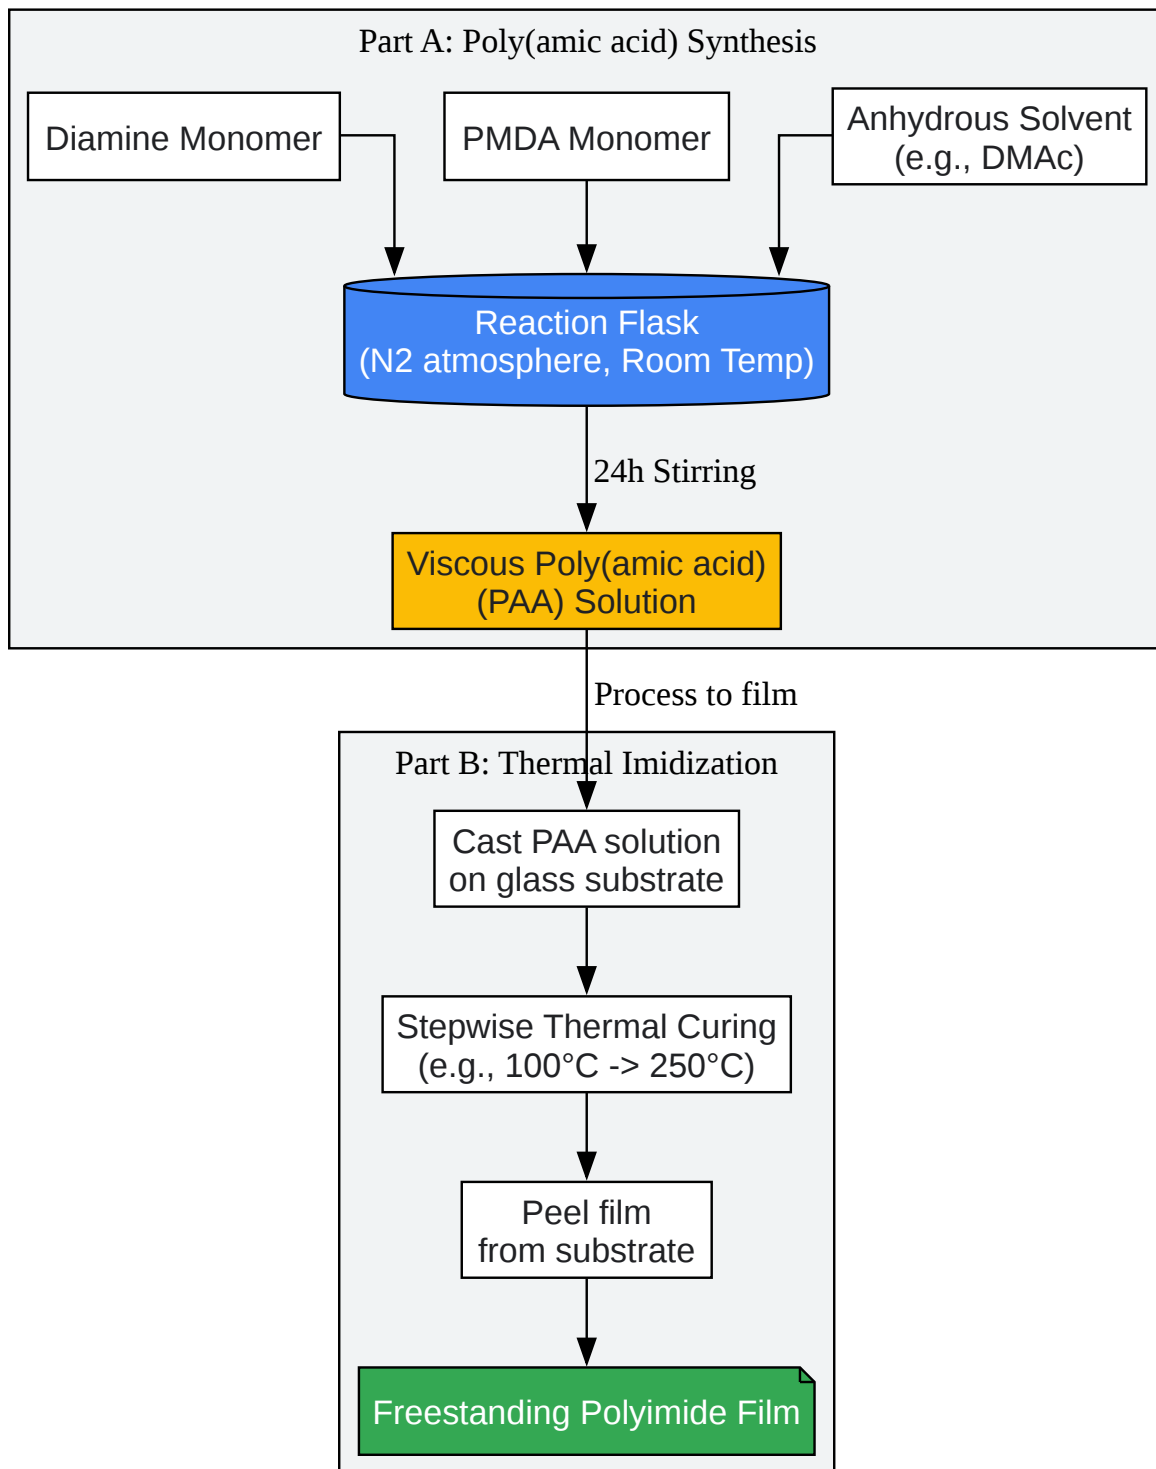 Part A: Poly(amic acid) Synthesis
Diamine Monomer
PMDA Monomer
Anhydrous Solvent
(e.g., DMAc)
Reaction Flask
(N2 atmosphere, Room Temp)
24h Stirring
Viscous Poly(amic acid)
(PAA) Solution
Process to film
Part B: Thermal Imidization
Cast PAA solution
on glass substrate
Stepwise Thermal Curing
(e.g., 100°C -> 250°C)
Peel film
from substrate
Freestanding Polyimide Film